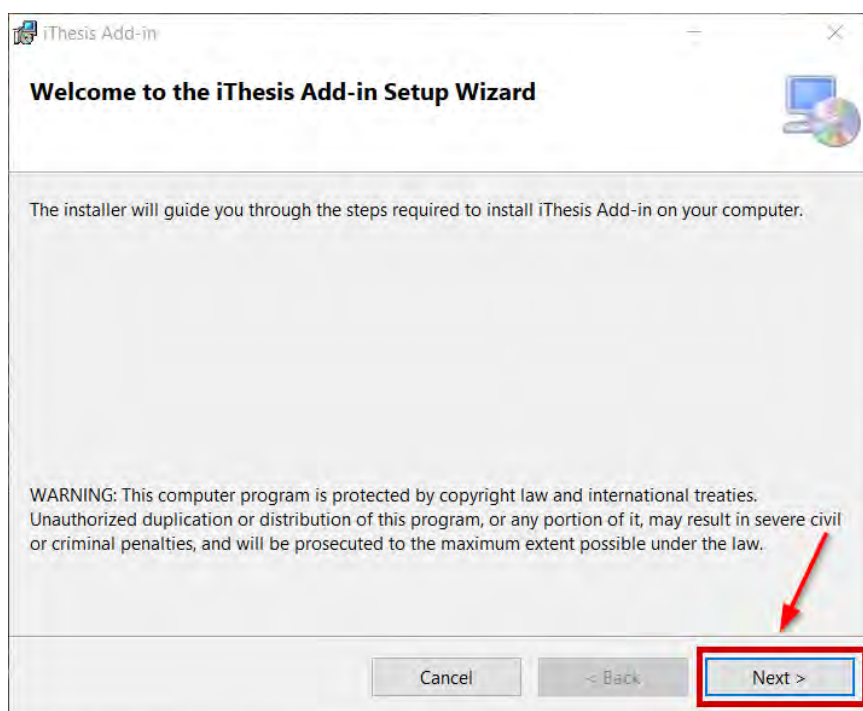 iThesis Add-in
Welcome to the iThesis Add-in Setup Wizard
The installer will guide you through the steps required to install iThesis Add-in on your computer.
WARNING: This computer program is protected by copyright law and international treaties.
Unauthorized duplication or distribution of this program, or any portion of it, may result in severe civil
or criminal penalties, and will be prosecuted to the maximum extent possible under the law.
Cancel < Back Next >